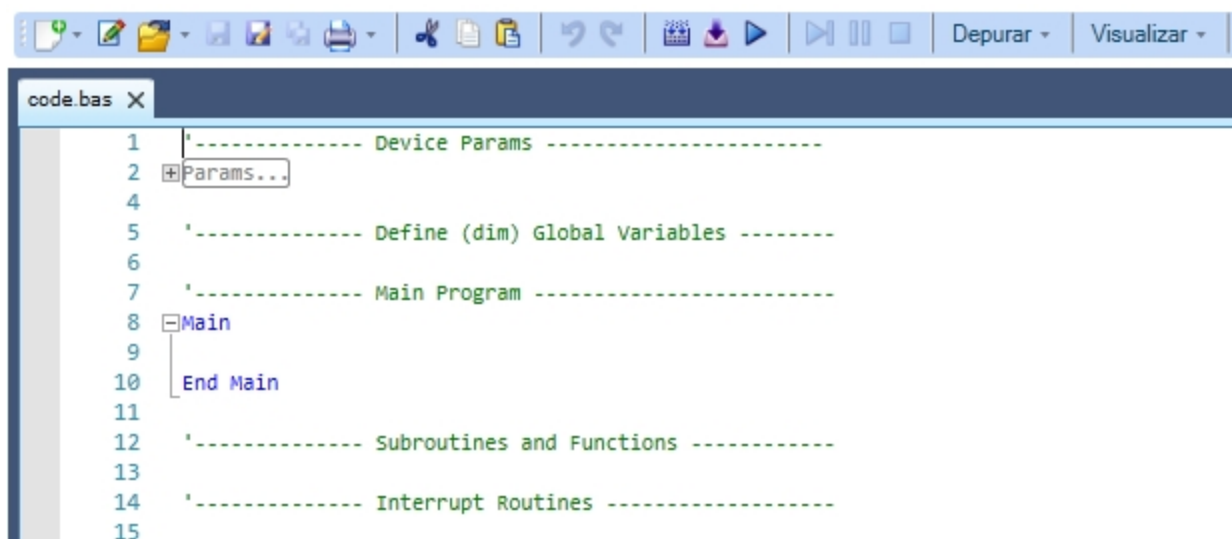 Depurar Visualizar
code.bas
1 '-------------- Device Params -----------------------
2 Params...
4
5 '-------------- Define (dim) Global Variables --------
6
7 '-------------- Main Program -------------------------
8 Main
9
10 End Main
11
12 '-------------- Subroutines and Functions ------------
13
14 '-------------- Interrupt Routines -------------------
15